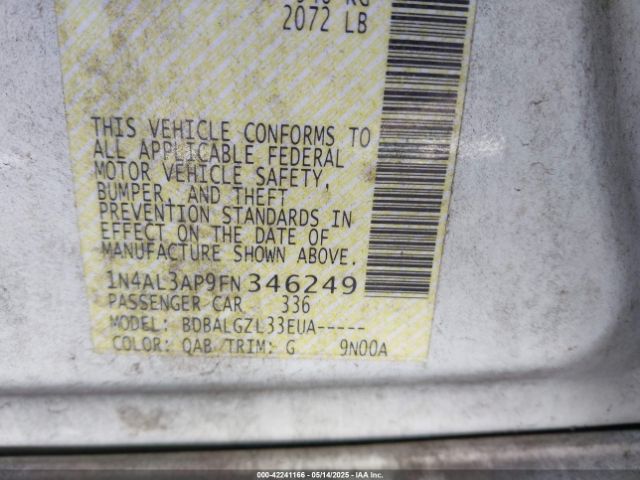 2072 LB
THIS VEHICLE CONFORMS TO
ALL APPLICABLE FEDERAL
MOTOR VEHICLE SAFETY,
BUMPER, AND THEFT
PREVENTION STANDARDS IN
EFFECT ON THE DATE OF
MANUFACTURE SHOWN ABOVE.
1N4AL3AP9FN346249
PASSENGER CAR 336
MODEL: BDBALGZL33EUA-----
COLOR: QAB/TRIM: G 9N00A
000-42241166 - 05/14/2025 - IAA Inc.